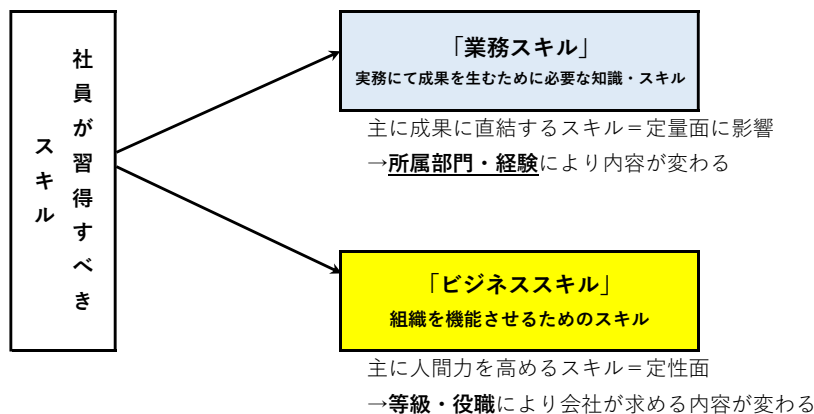 社員が習得すべき
スキル
「業務スキル」
実務にて成果を生むために必要な知識・スキル
主に成果に直結するスキル＝定量面に影響
→所属部門・経験により内容が変わる
「ビジネススキル」
組織を機能させるためのスキル
主に人間力を高めるスキル＝定性面
→等級・役職により会社が求める内容が変わる